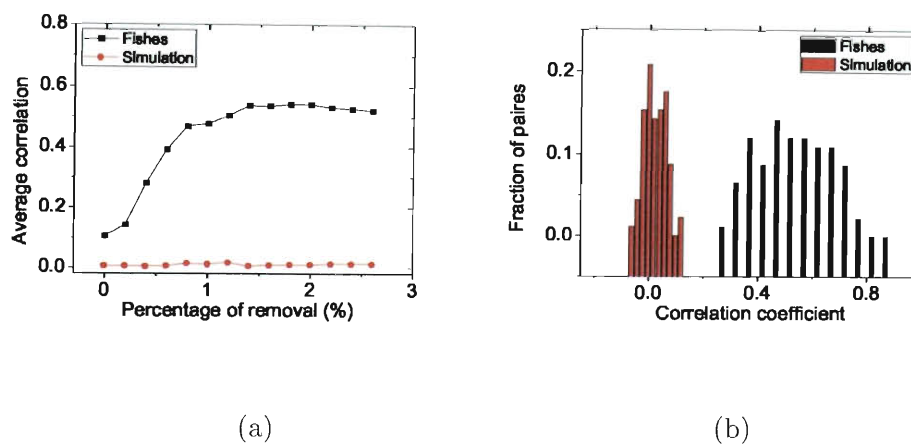 0.8
0.6
0.4
0.2
0.0
Average correlation
Fishes
Simulation
0 1 2 3
Percentage of removal (%)
0.2
0.1
0.0
Fraction of paires
Fishes
Simulation
0.0 0.4 0.8
Correlation coefficient
(a)
(b)